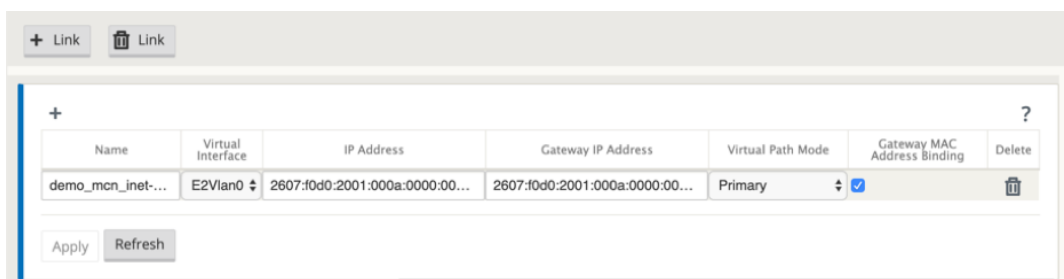 + Link Link
+ ?
Name Virtual Interface IP Address Gateway IP Address Virtual Path Mode Gateway MAC Address Binding Delete
demo_mcn_inet-... E2Vlan0 2607:f0d0:2001:000a:0000:00... 2607:f0d0:2001:000a:0000:00... Primary
Apply Refresh